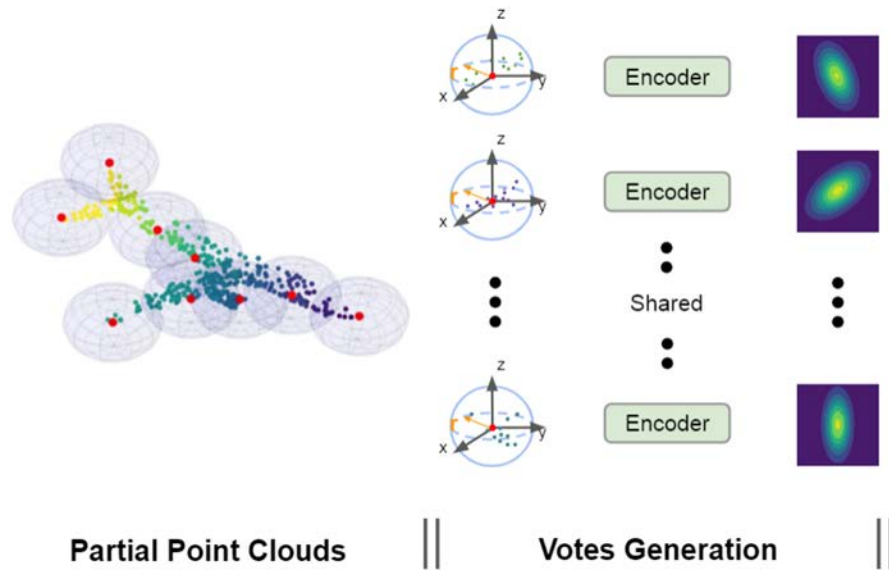 z
r
x
y
Encoder
z
r
x
y
Encoder
Shared
z
r
x
y
Encoder
Partial Point Clouds
Votes Generation